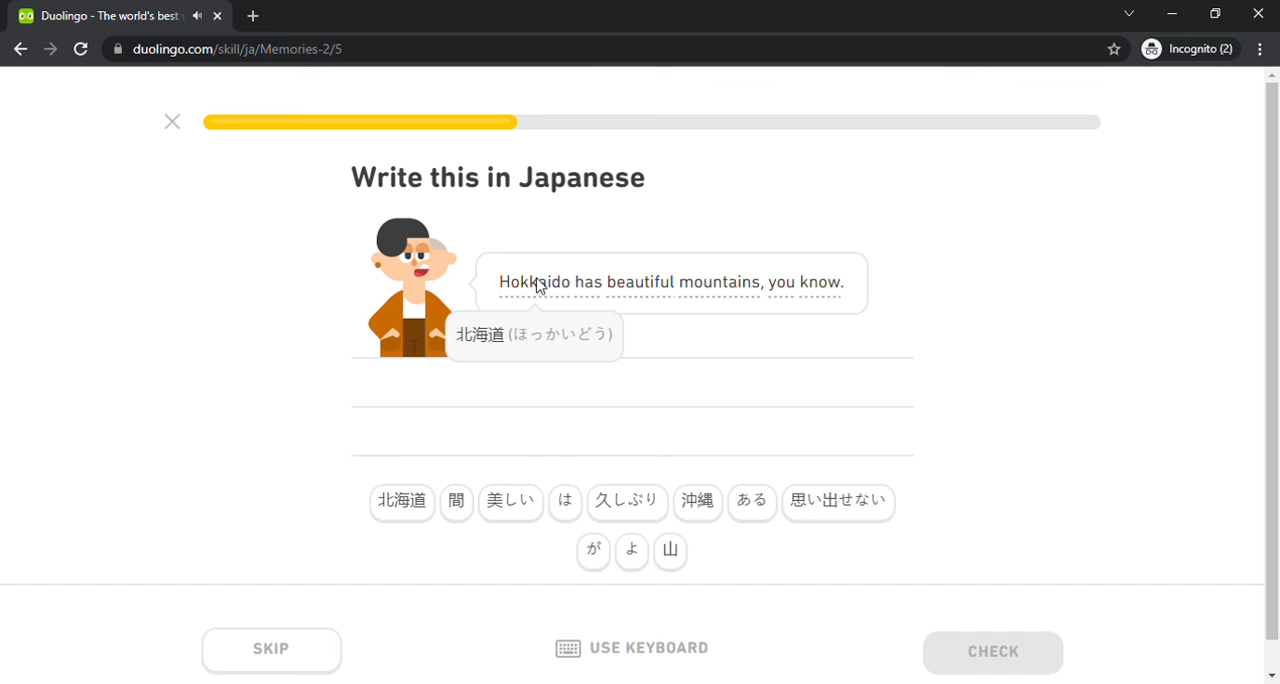 Duolingo - The world's best
duolingo.com/skill/ja/Memories-2/5
Incognito (2)
Write this in Japanese
Hokkaido has beautiful mountains, you know.
北海道 (ほっかいどう)
北海道 間 美しい は 久しぶり 沖縄 ある 思い出せない
が よ 山
SKIP
USE KEYBOARD
CHECK